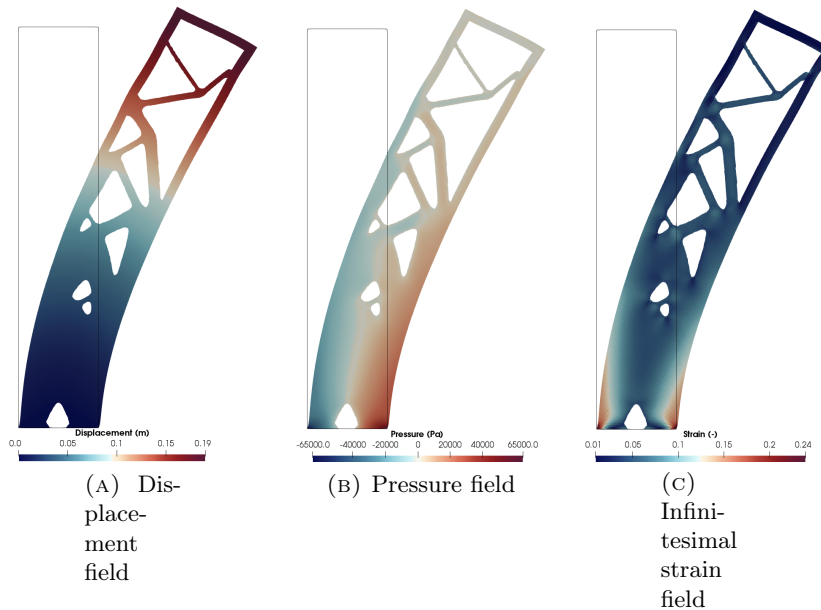 Displacement (m)
0.0 0.05 0.1 0.15 0.19
(A) Dis-
place-
ment
field
Pressure (Pa)
-65000.0 -40000 -20000 0 20000 40000 65000.0
(B) Pressure field
Strain (-)
0.01 0.05 0.1 0.15 0.2 0.24
(C)
Infini-
tesimal
strain
field